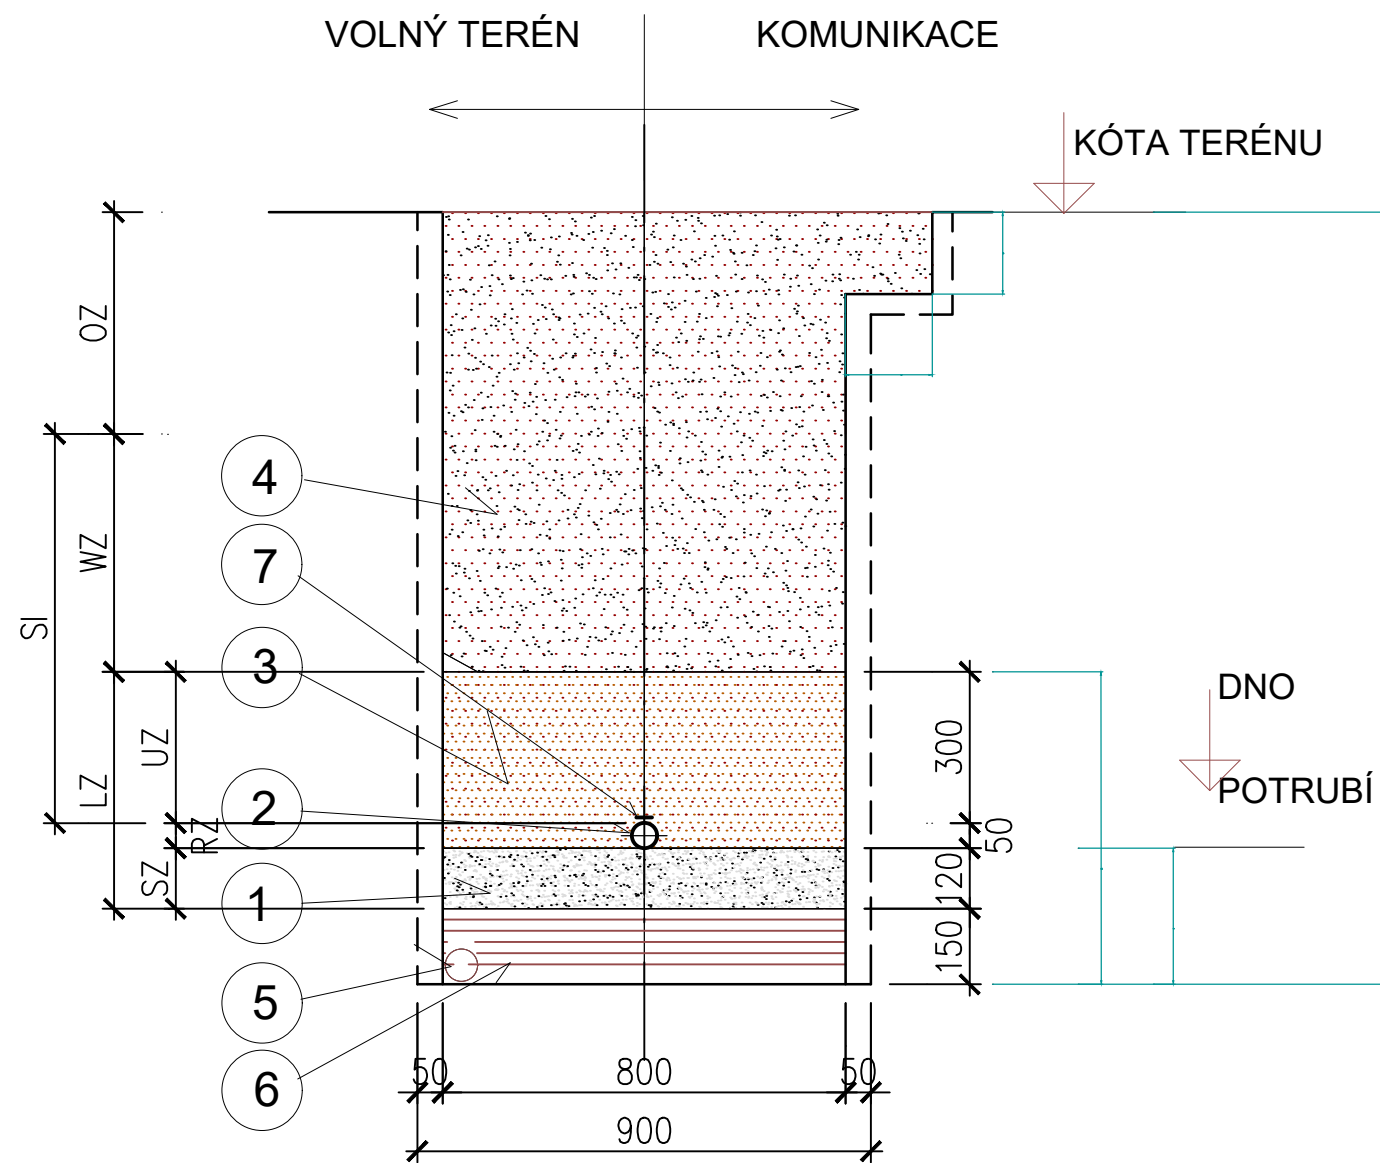 VOLNÝ TERÉN
KOMUNIKACE
KÓTA TERÉNU
OZ
4
WZ
7
SI
3
DNO
UZ
300
LZ
2
POTRUBÍ
RZ
50
SZ
1
120
150
5
6
50
800
50
900